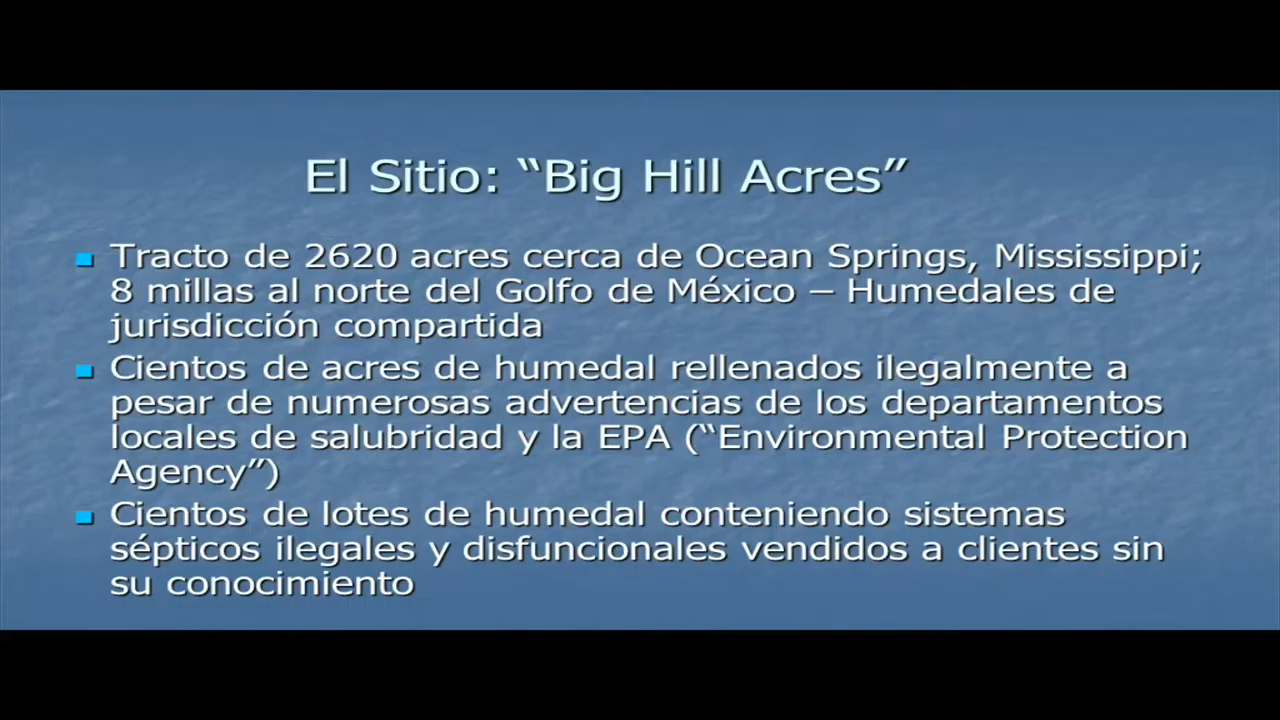 El Sitio: “Big Hill Acres”
Tracto de 2620 acres cerca de Ocean Springs, Mississippi;
8 millas al norte del Golfo de México – Humedales de
jurisdicción compartida
Cientos de acres de humedal rellenados ilegalmente a
pesar de numerosas advertencias de los departamentos
locales de salubridad y la EPA (“Environmental Protection
Agency”)
Cientos de lotes de humedal conteniendo sistemas
sépticos ilegales y disfuncionales vendidos a clientes sin
su conocimiento